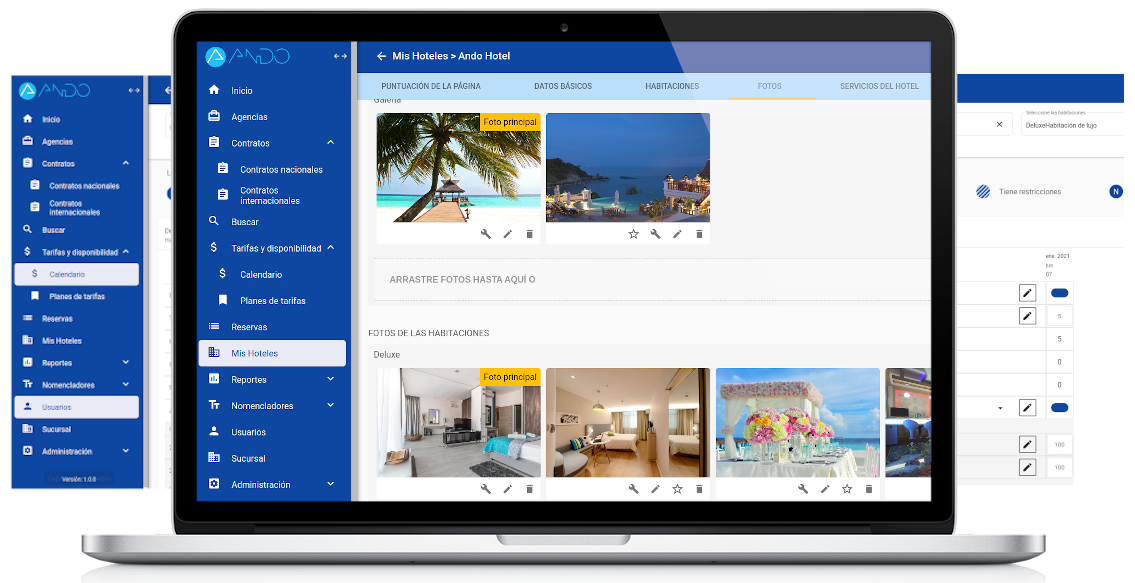 ANDO
Inicio
Agencias
Contratos
Contratos nacionales
Contratos
internacionales
Buscar
Tarifas y disponibilidad
Calendario
Planes de tarifas
Reservas
Mis Hoteles
Reportes
Nomencladores
Usuarios
Sucursal
Administración
Versión: 1.0.0
ANDO
Inicio
Agencias
Contratos
Contratos nacionales
Contratos
internacionales
Buscar
Tarifas y disponibilidad
Calendario
Planes de tarifas
Reservas
Mis Hoteles
Reportes
Nomencladores
Usuarios
Sucursal
Administración
Mis Hoteles > Ando Hotel
PUNTUACIÓN DE LA PÁGINA
DATOS BÁSICOS
HABITACIONES
FOTOS
SERVICIOS DEL HOTEL
Galería
Foto principal
ARRASTRE FOTOS HASTA AQUÍ O
FOTOS DE LAS HABITACIONES
Deluxe
Foto principal
Seleccione las habitaciones
DeluxeHabitación de lujo
Tiene restricciones
N
ene. 2021
lun.
07
5
5
0
0
100
100